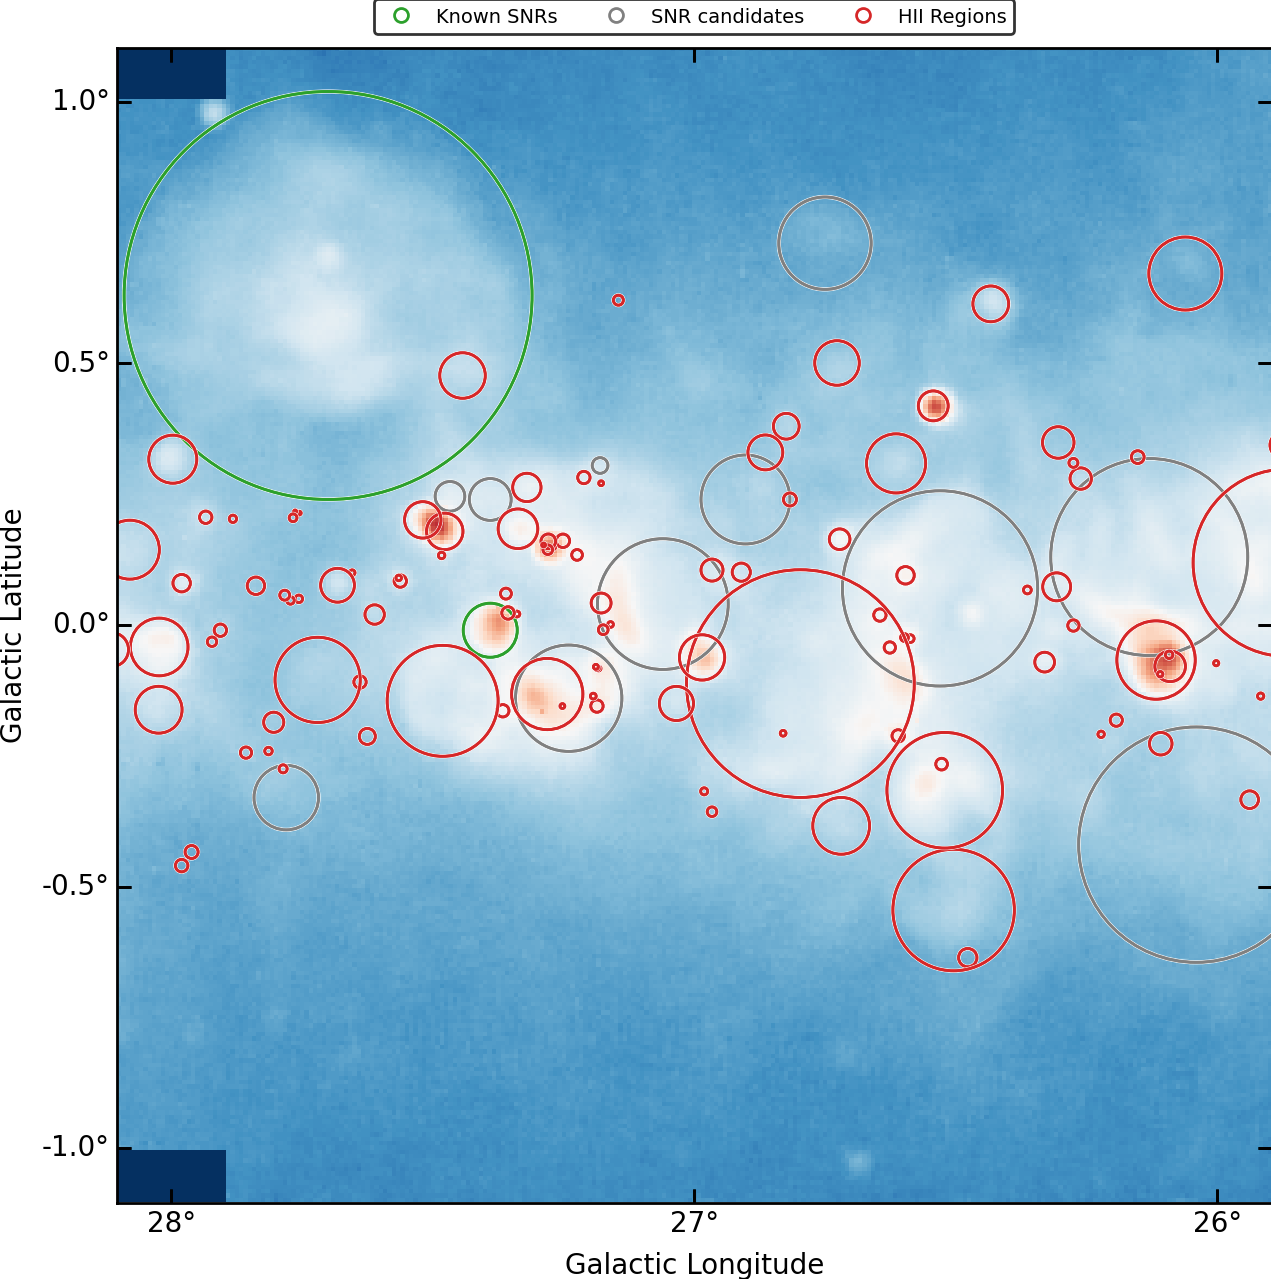 Known SNRs SNR candidates HII Regions
1.0°
0.5°
0.0°
-0.5°
-1.0°
Galactic Latitude
28° 27° 26°
Galactic Longitude